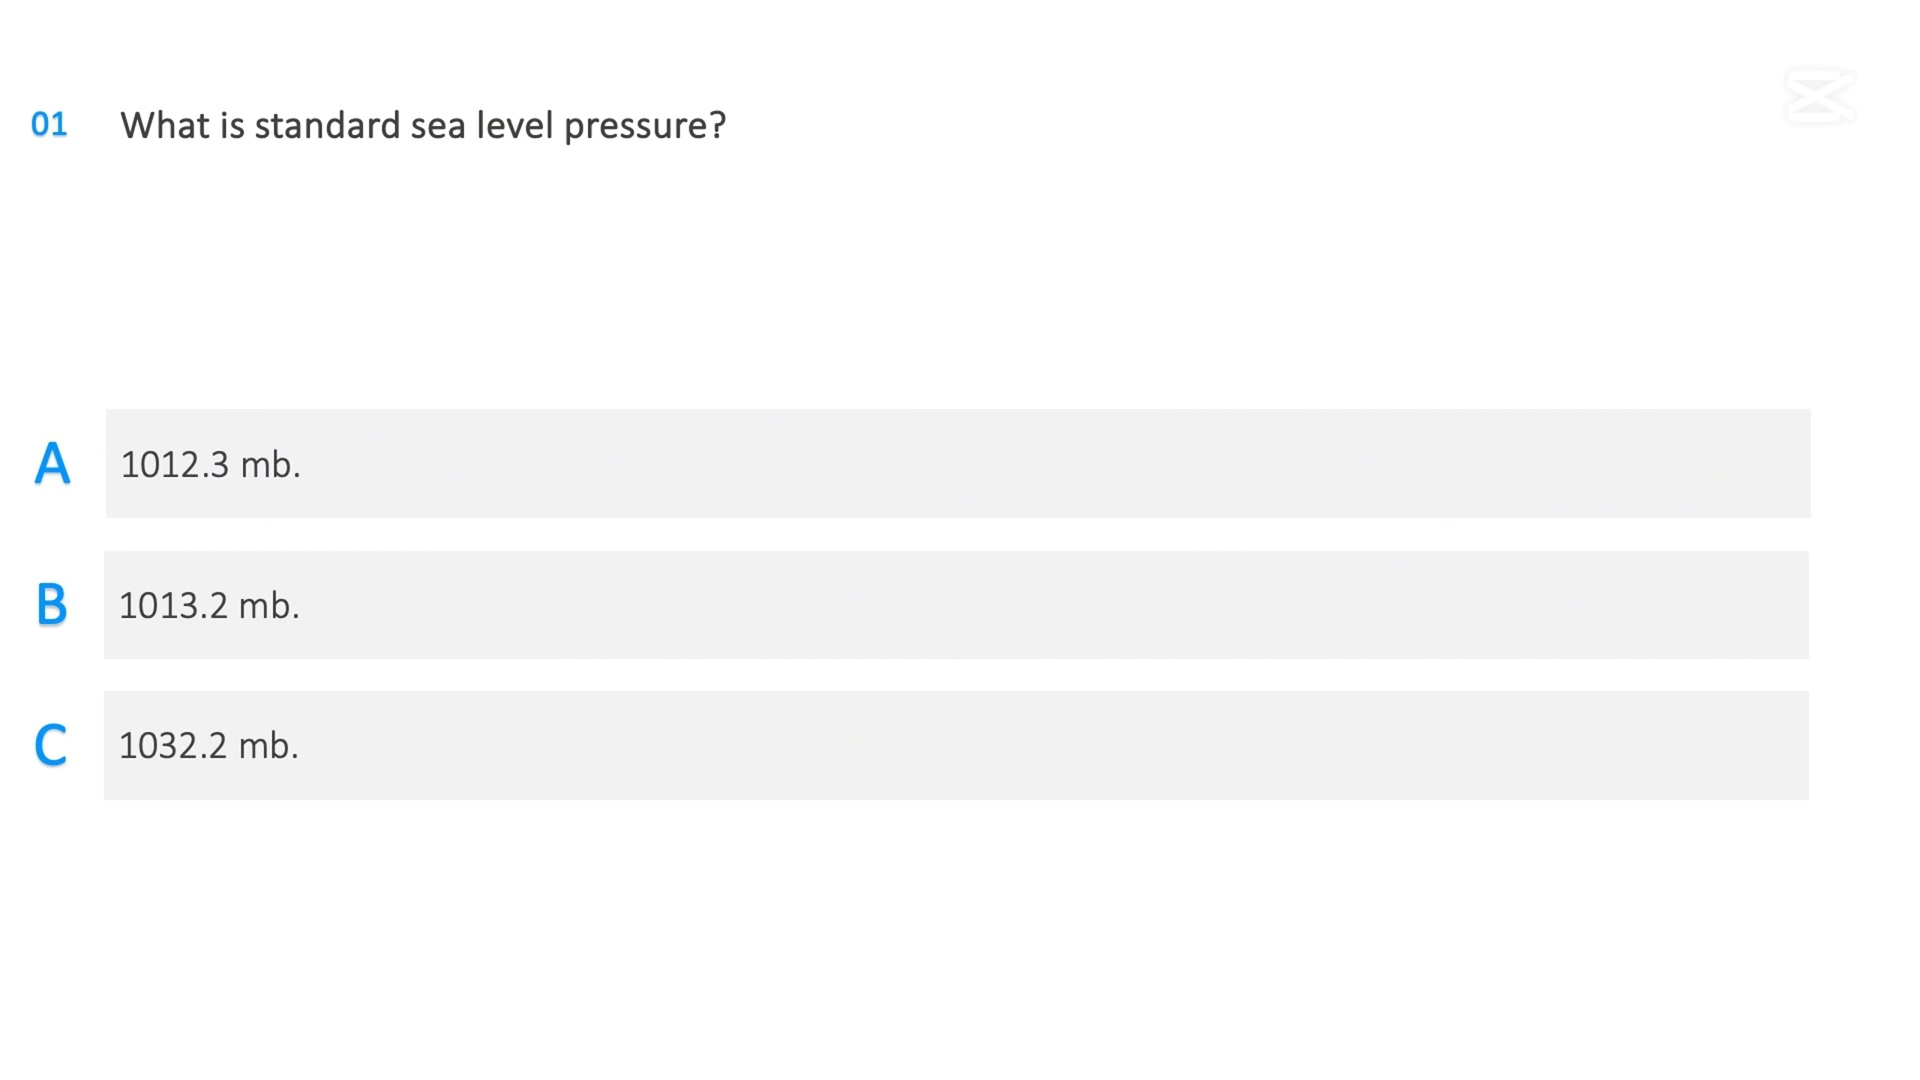 01 What is standard sea level pressure?
A 1012.3 mb.
B 1013.2 mb.
C 1032.2 mb.